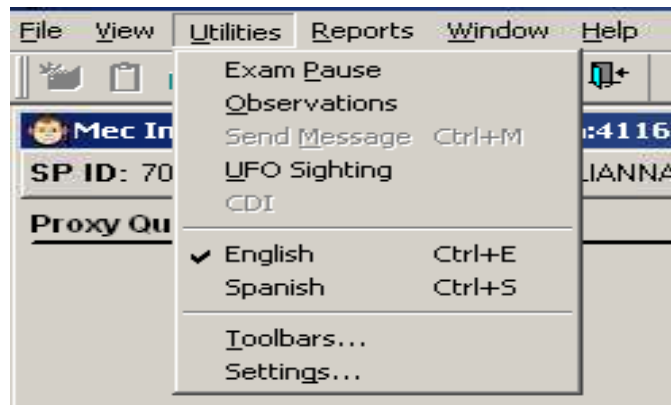 File View Utilities Reports Window Help
Exam Pause
Observations
Mec In :4116
Send Message Ctrl+M
SP ID: 70 LIANNA
UFO Sighting
CDI
Proxy Qu
✔ English Ctrl+E
Spanish Ctrl+S
Toolbars...
Settings...